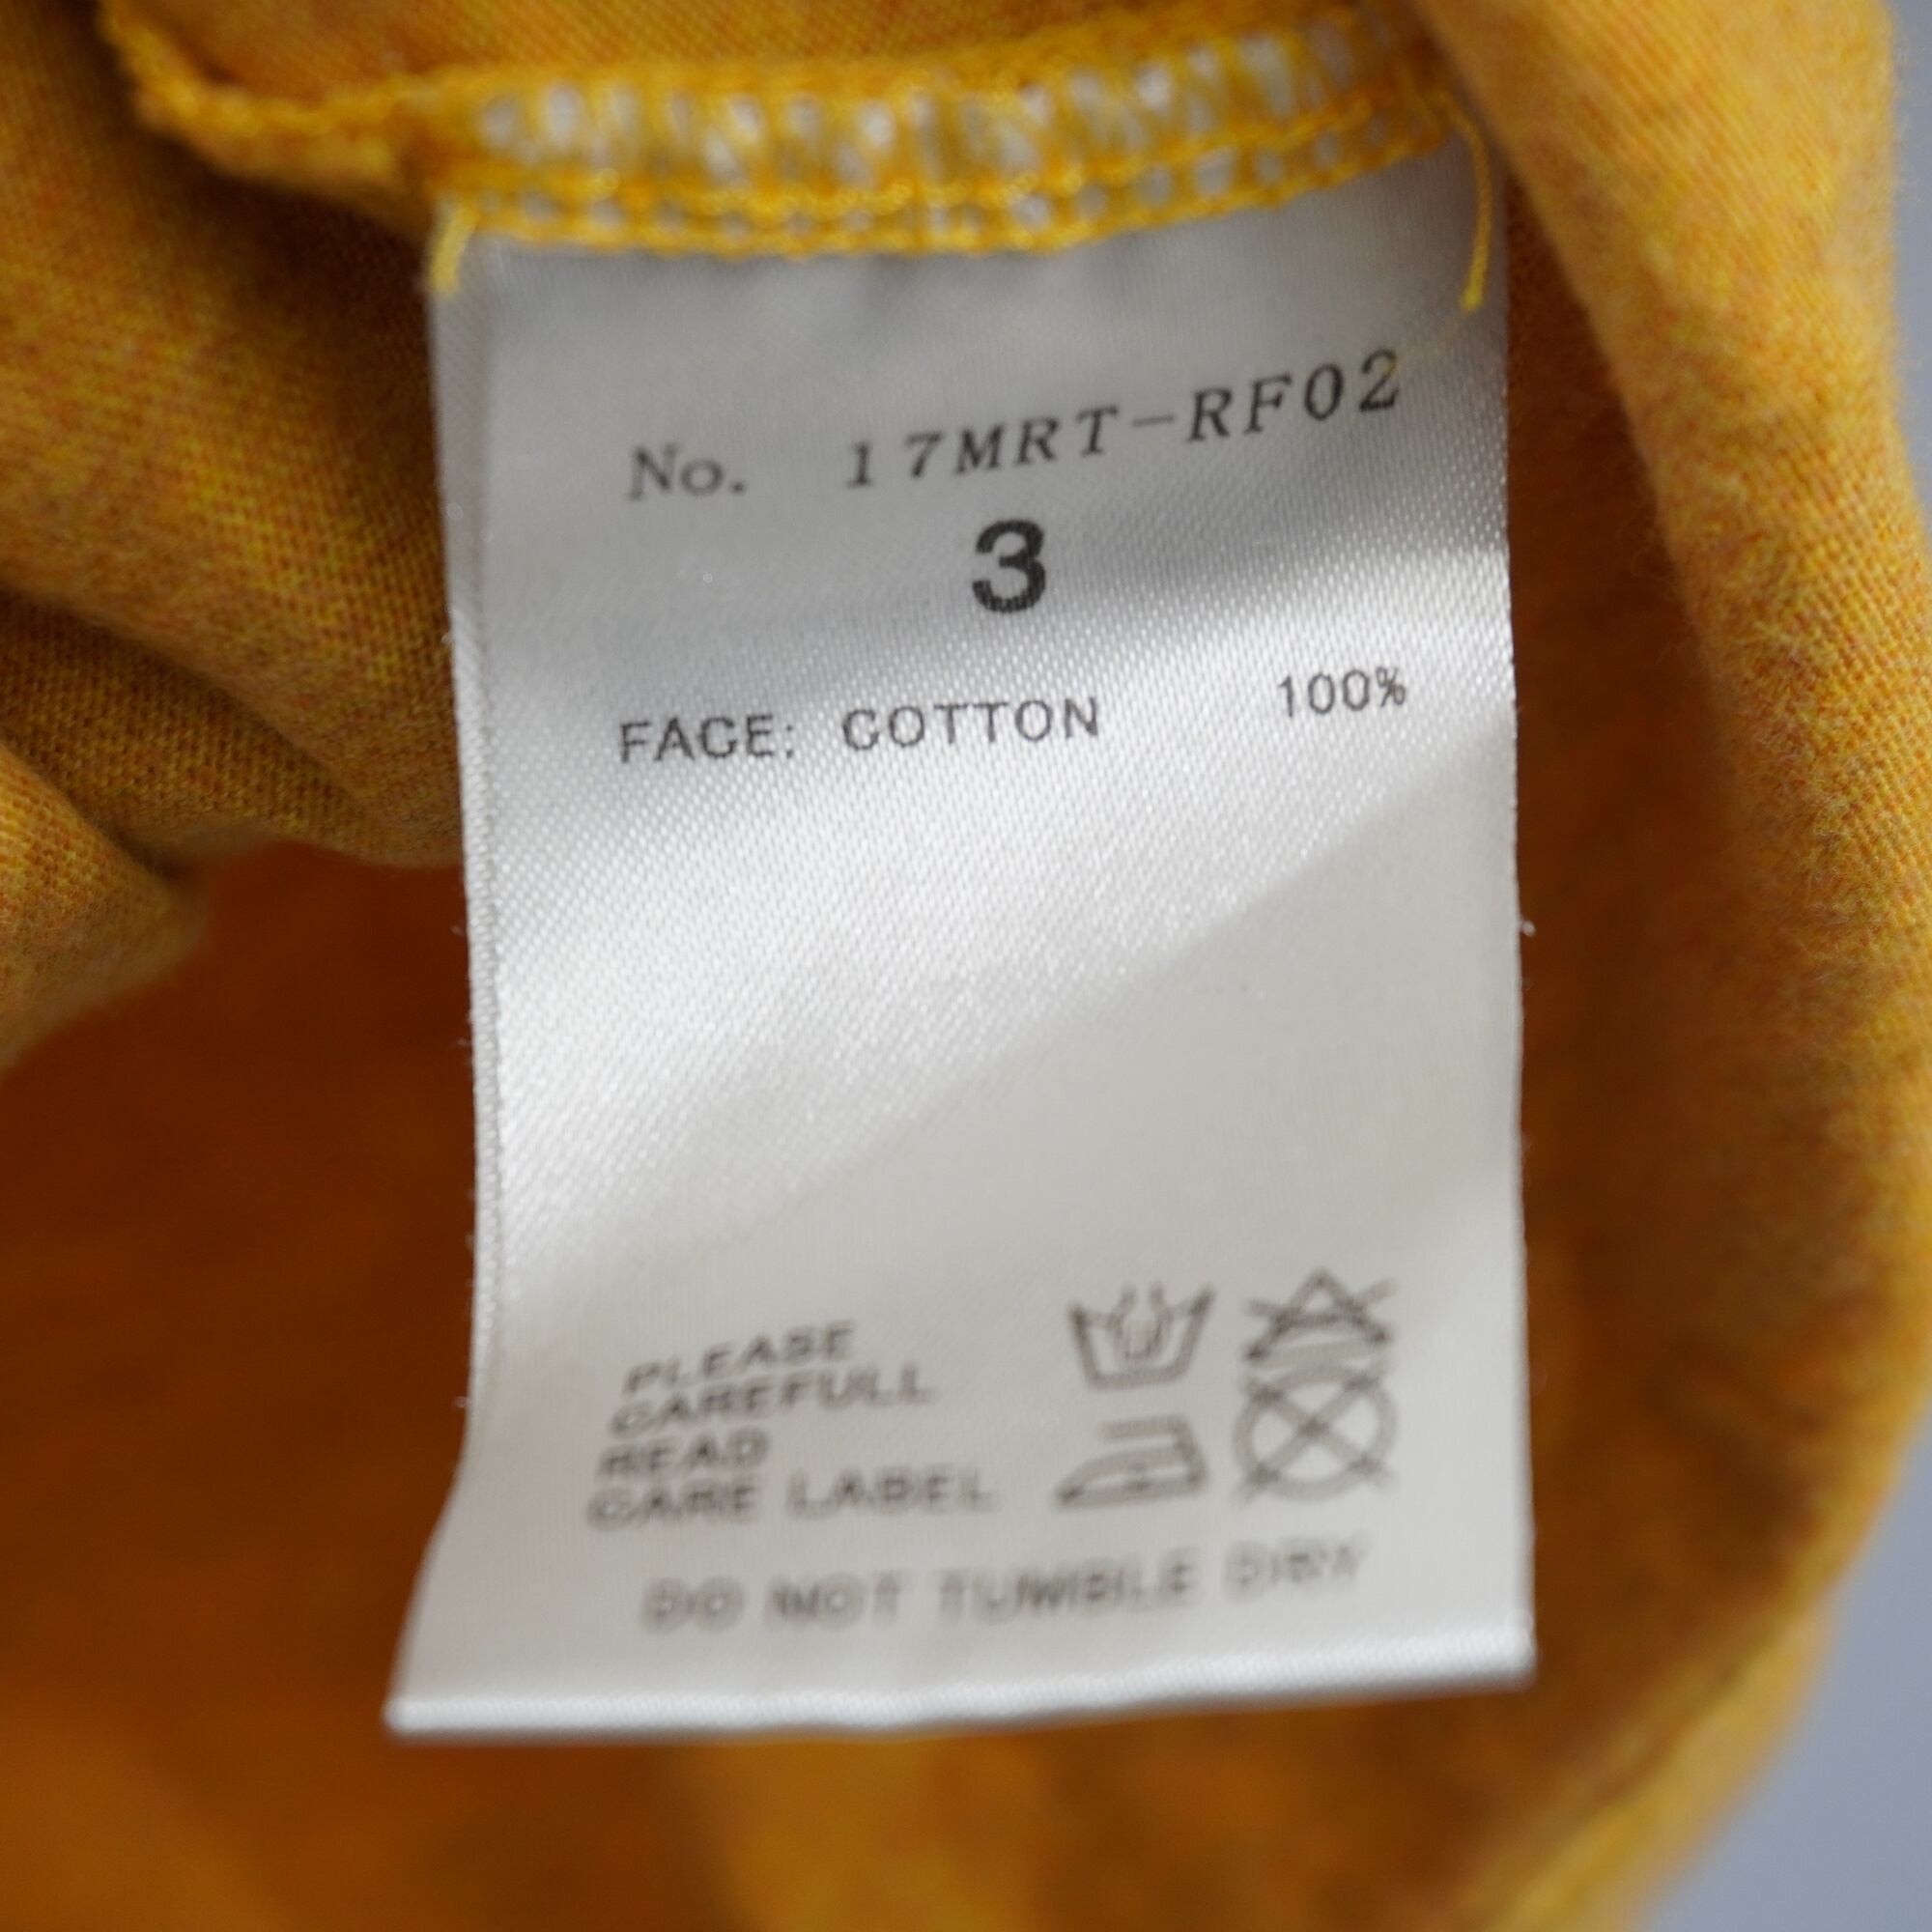 No. 17MRT-RF02
3
FACE: COTTON 100%
PLEASE
CAREFULL
READ
CARE LABEL
DO NOT TUMBLE DRY